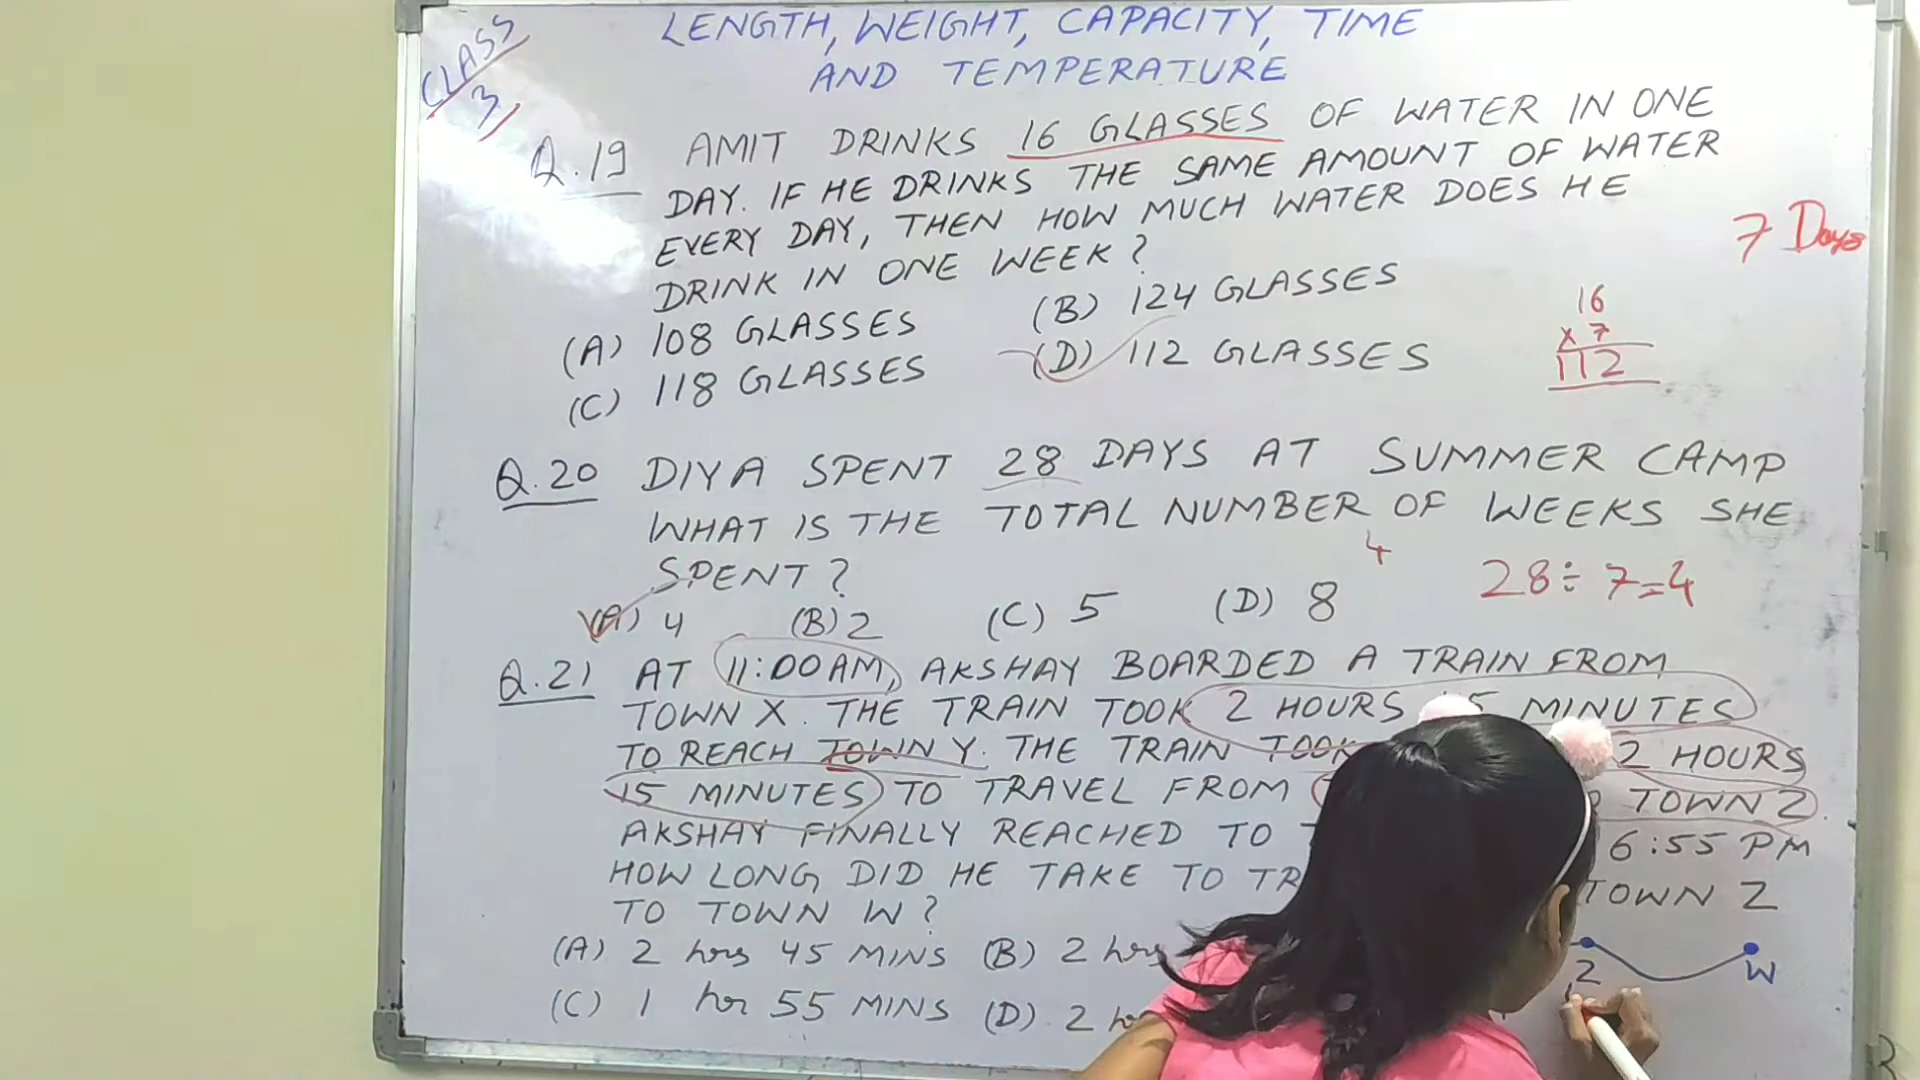 CLASS
3
LENGTH, WEIGHT, CAPACITY, TIME
AND TEMPERATURE
Q.19 AMIT DRINKS 16 GLASSES OF WATER IN ONE
DAY. IF HE DRINKS THE SAME AMOUNT OF WATER
EVERY DAY, THEN HOW MUCH WATER DOES HE
DRINK IN ONE WEEK?
7 Days
(A) 108 GLASSES (B) 124 GLASSES
(C) 118 GLASSES (D) 112 GLASSES
16
x 7
112
Q.20 DIYA SPENT 28 DAYS AT SUMMER CAMP
WHAT IS THE TOTAL NUMBER OF WEEKS SHE
SPENT?
4
28 ÷ 7 = 4
(A) 4 (B) 2 (C) 5 (D) 8
Q.21 AT 11:00 AM, AKSHAY BOARDED A TRAIN FROM
TOWN X. THE TRAIN TOOK 2 HOURS 5 MINUTES
TO REACH TOWN Y. THE TRAIN TOOK 2 HOURS
15 MINUTES TO TRAVEL FROM TOWN Z.
AKSHAY FINALLY REACHED TO 6:55 PM
HOW LONG DID HE TAKE TO TOWN Z
TO TOWN W?
(A) 2 hrs 45 MINS (B) 2 hrs
(C) 1 hr 55 MINS (D) 2
Z W